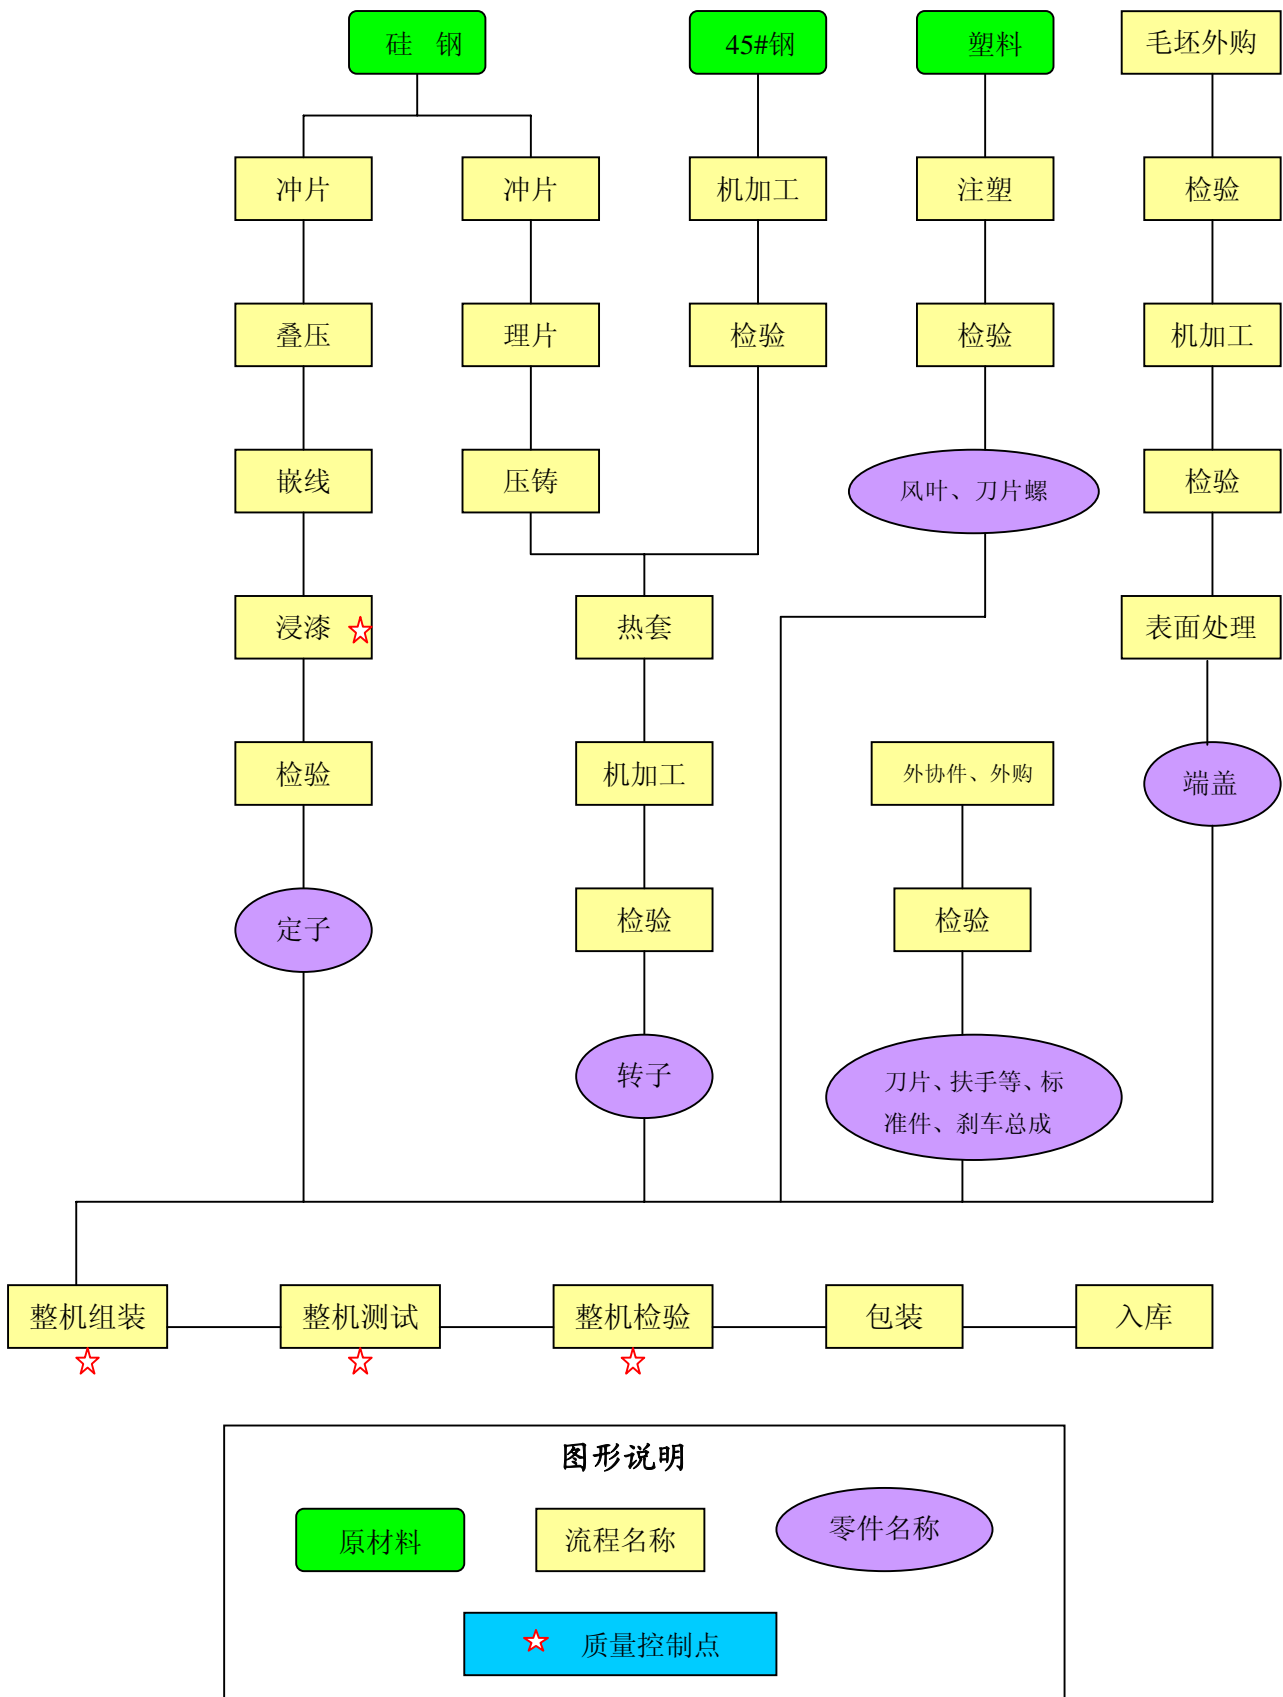 硅 钢
45#钢
塑料
毛坯外购
冲片
冲片
机加工
注塑
检验
叠压
理片
检验
检验
机加工
嵌线
压铸
风叶、刀片螺
检验
浸漆
热套
表面处理
检验
机加工
外协件、外购
端盖
定子
检验
检验
转子
刀片、扶手等、标
准件、刹车总成
整机组装
整机测试
整机检验
包装
入库
图形说明
原材料
流程名称
零件名称
质量控制点